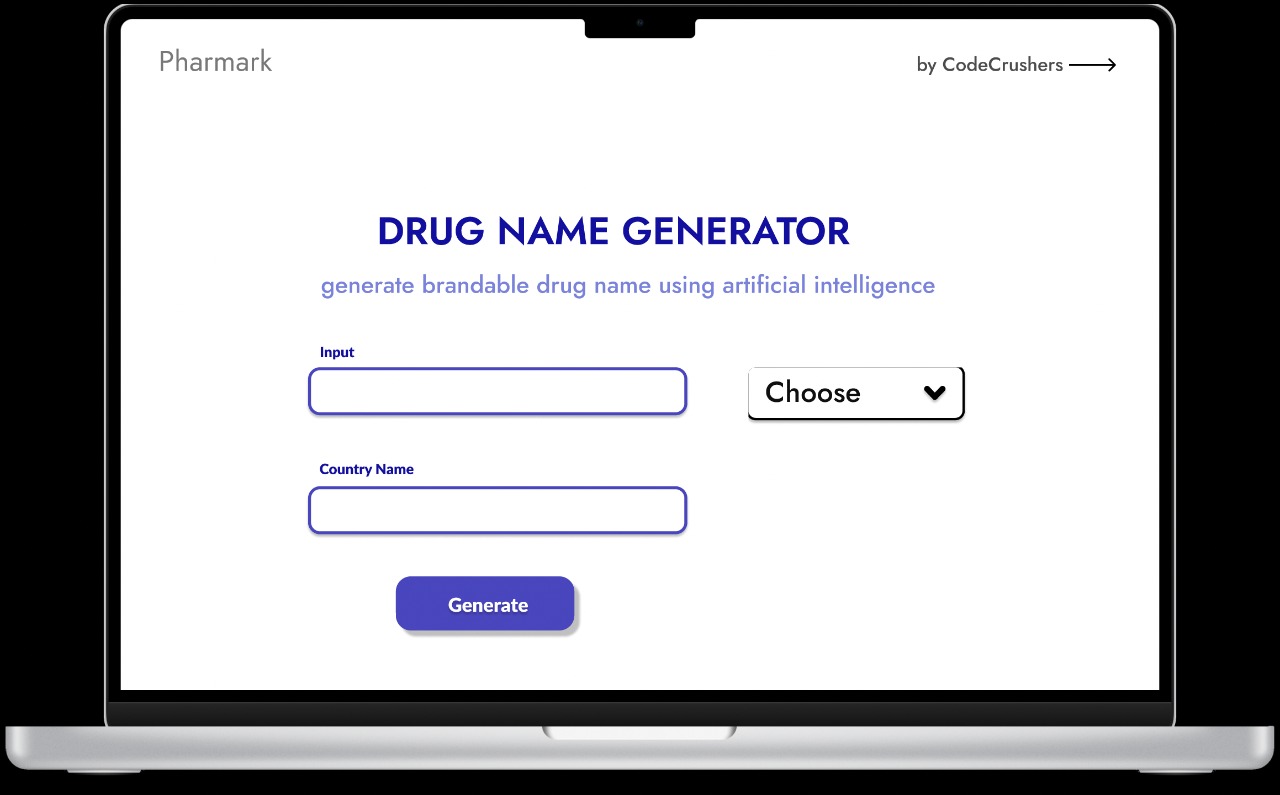 Pharmark
by CodeCrushers
DRUG NAME GENERATOR
generate brandable drug name using artificial intelligence
Input
Choose
Country Name
Generate